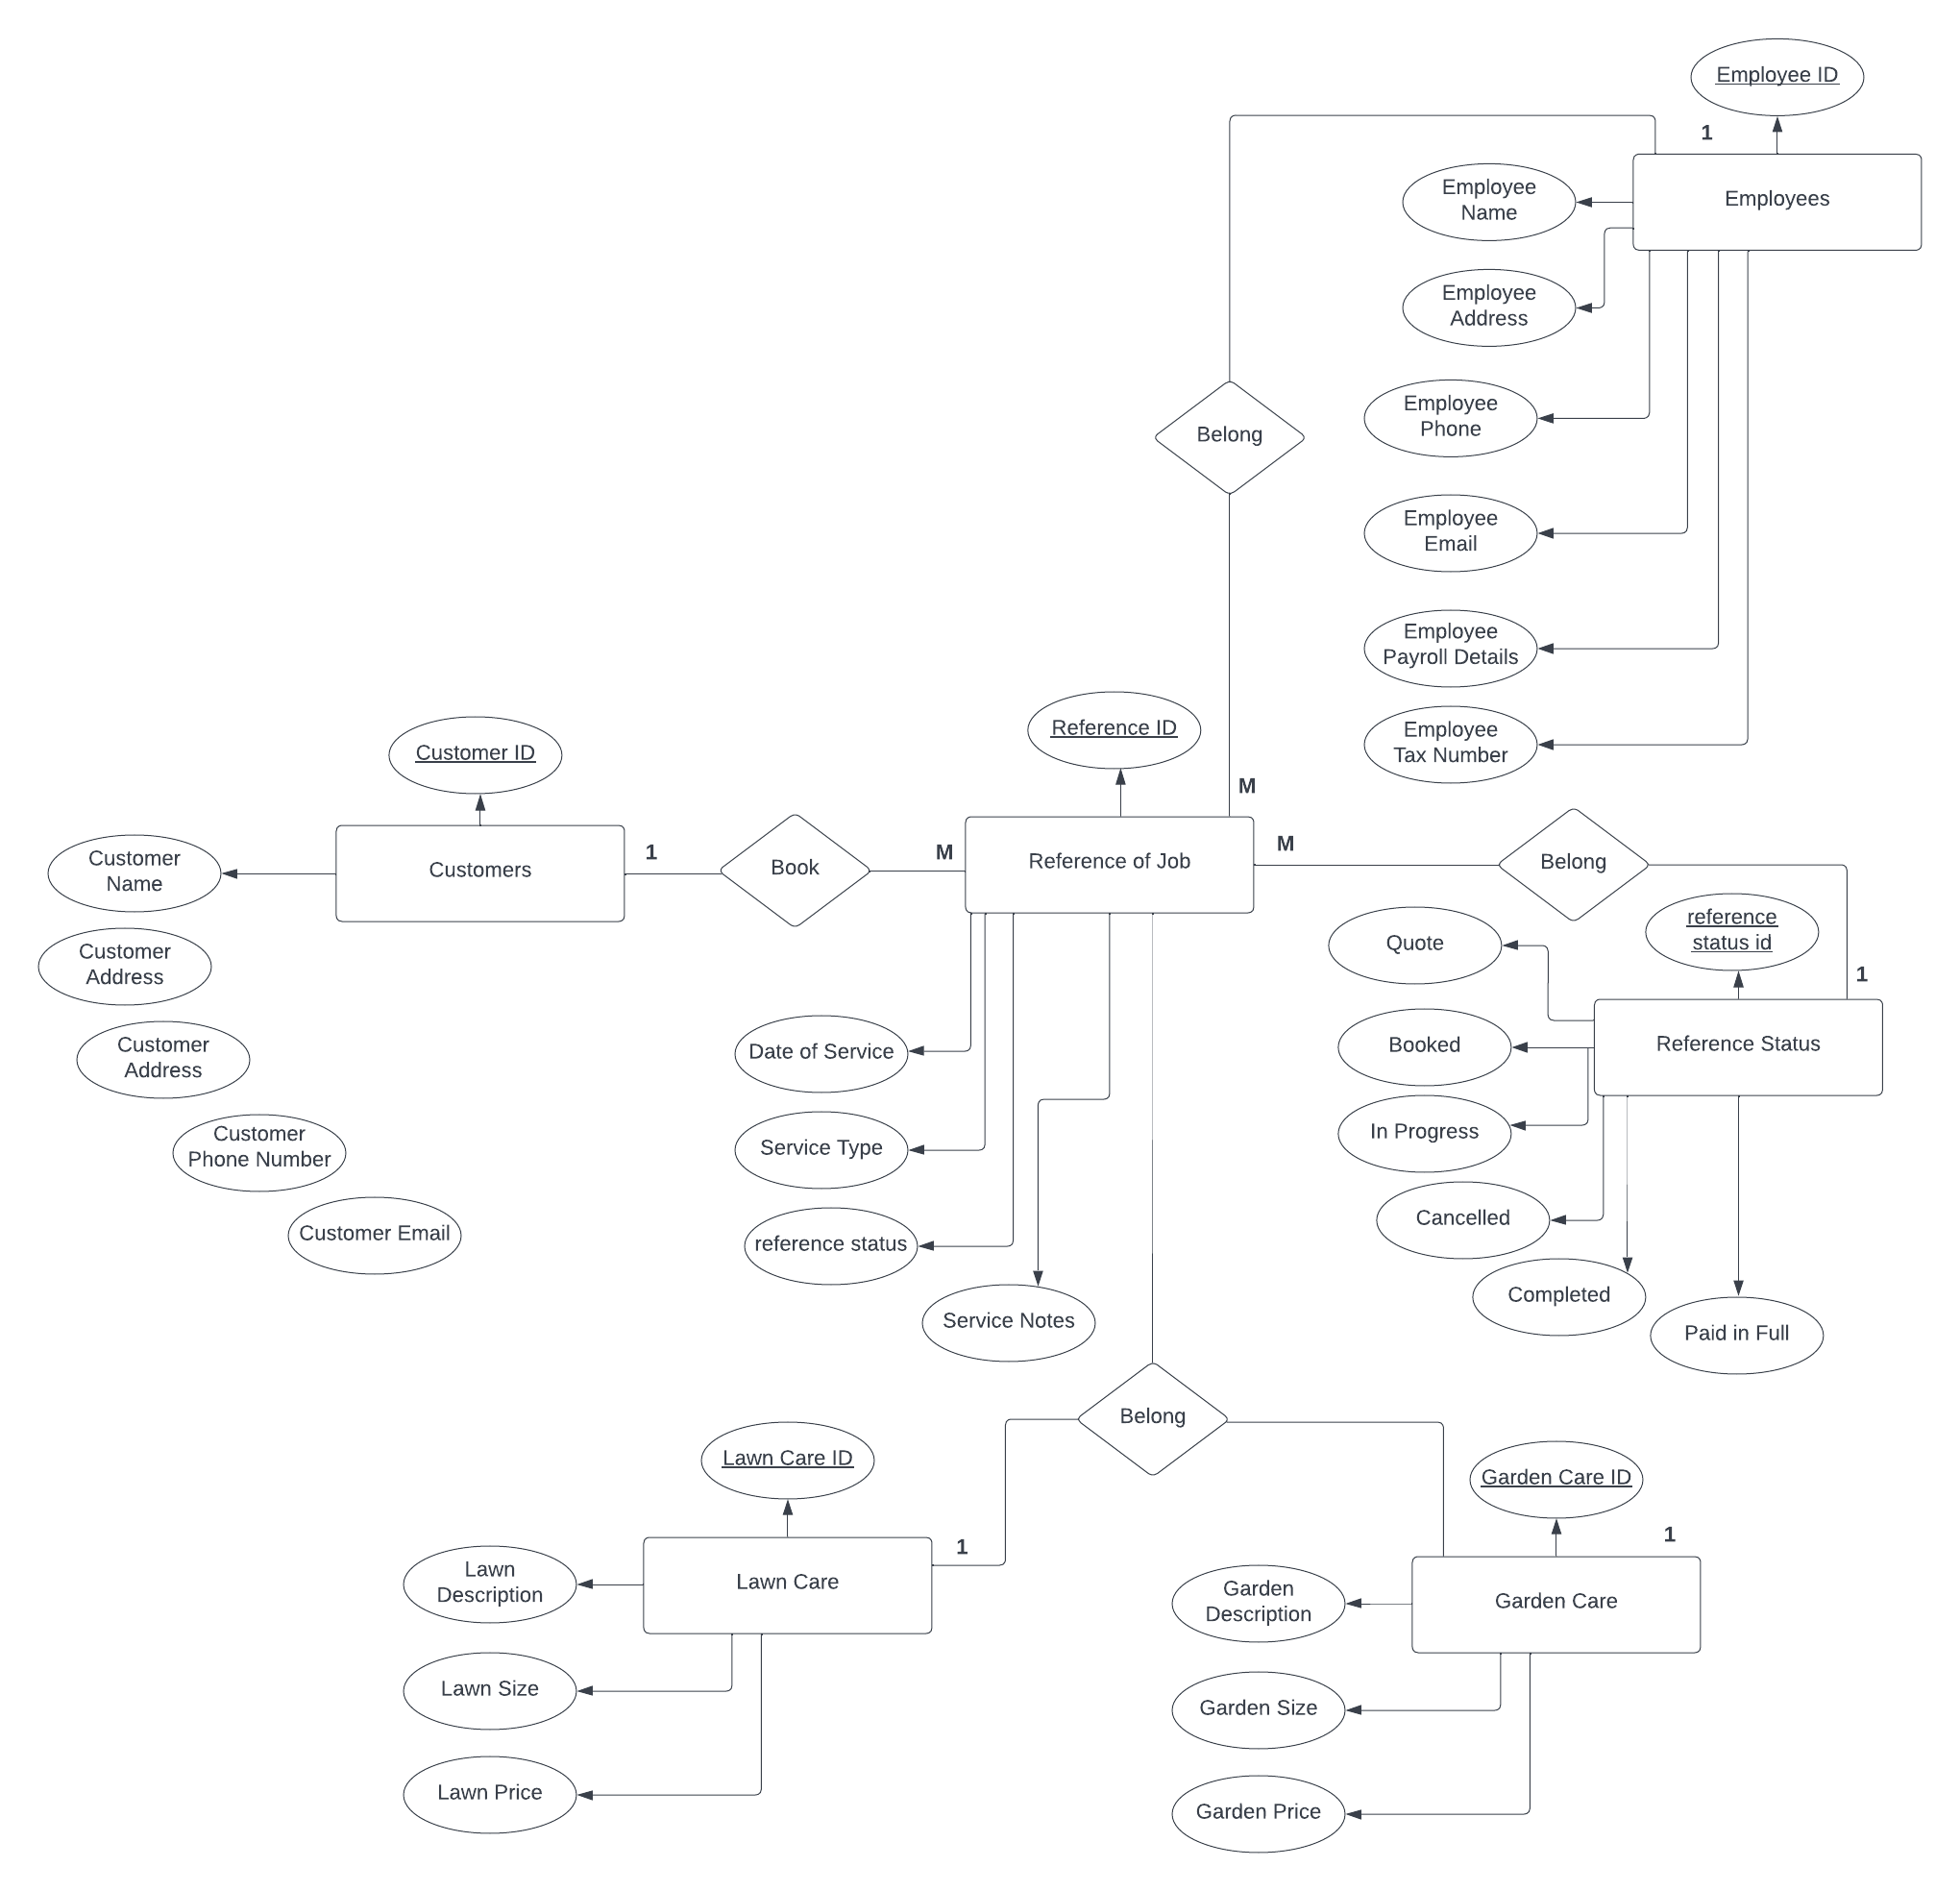 Employee ID
1
Employees
Employee
Name
Employee
Address
Belong
Employee
Phone
Employee
Email
Employee
Payroll Details
Employee
Tax Number
Reference ID
Customer ID
M
Customers
1
Book
M
Reference of Job
M
Belong
Customer
Name
Customer
Address
Customer
Address
Customer
Phone Number
Customer Email
Date of Service
Service Type
reference status
Service Notes
reference
status id
1
Quote
Booked
Reference Status
In Progress
Cancelled
Completed
Paid in Full
Belong
Lawn Care ID
1
Lawn Care
Lawn
Description
Lawn Size
Lawn Price
Garden Care ID
1
Garden Care
Garden
Description
Garden Size
Garden Price